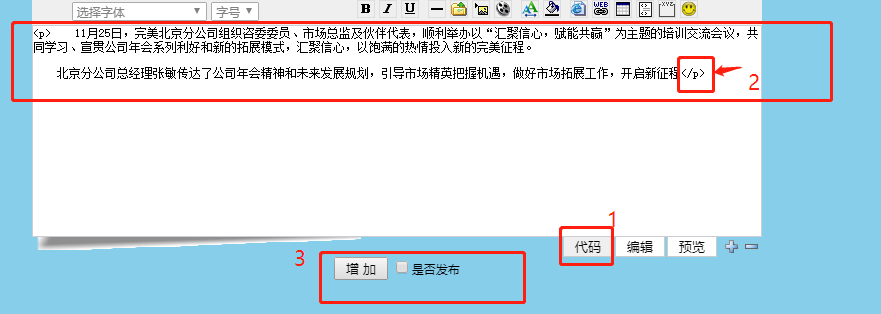 选择字体 字号 B I U WEB XYZ
<p> 11月25日，完美北京分公司组织咨委委员、市场总监及伙伴代表，顺利举办以“汇聚信心，赋能共赢”为主题的培训交流会议，共
同学习、宣贯公司年会系列利好和新的拓展模式，汇聚信心，以饱满的热情投入新的完美征程。
北京分公司总经理张敏传达了公司年会精神和未来发展规划，引导市场精英把握机遇，做好市场拓展工作，开启新征程</p>
2
1
代码 编辑 预览
3
增 加 是否发布